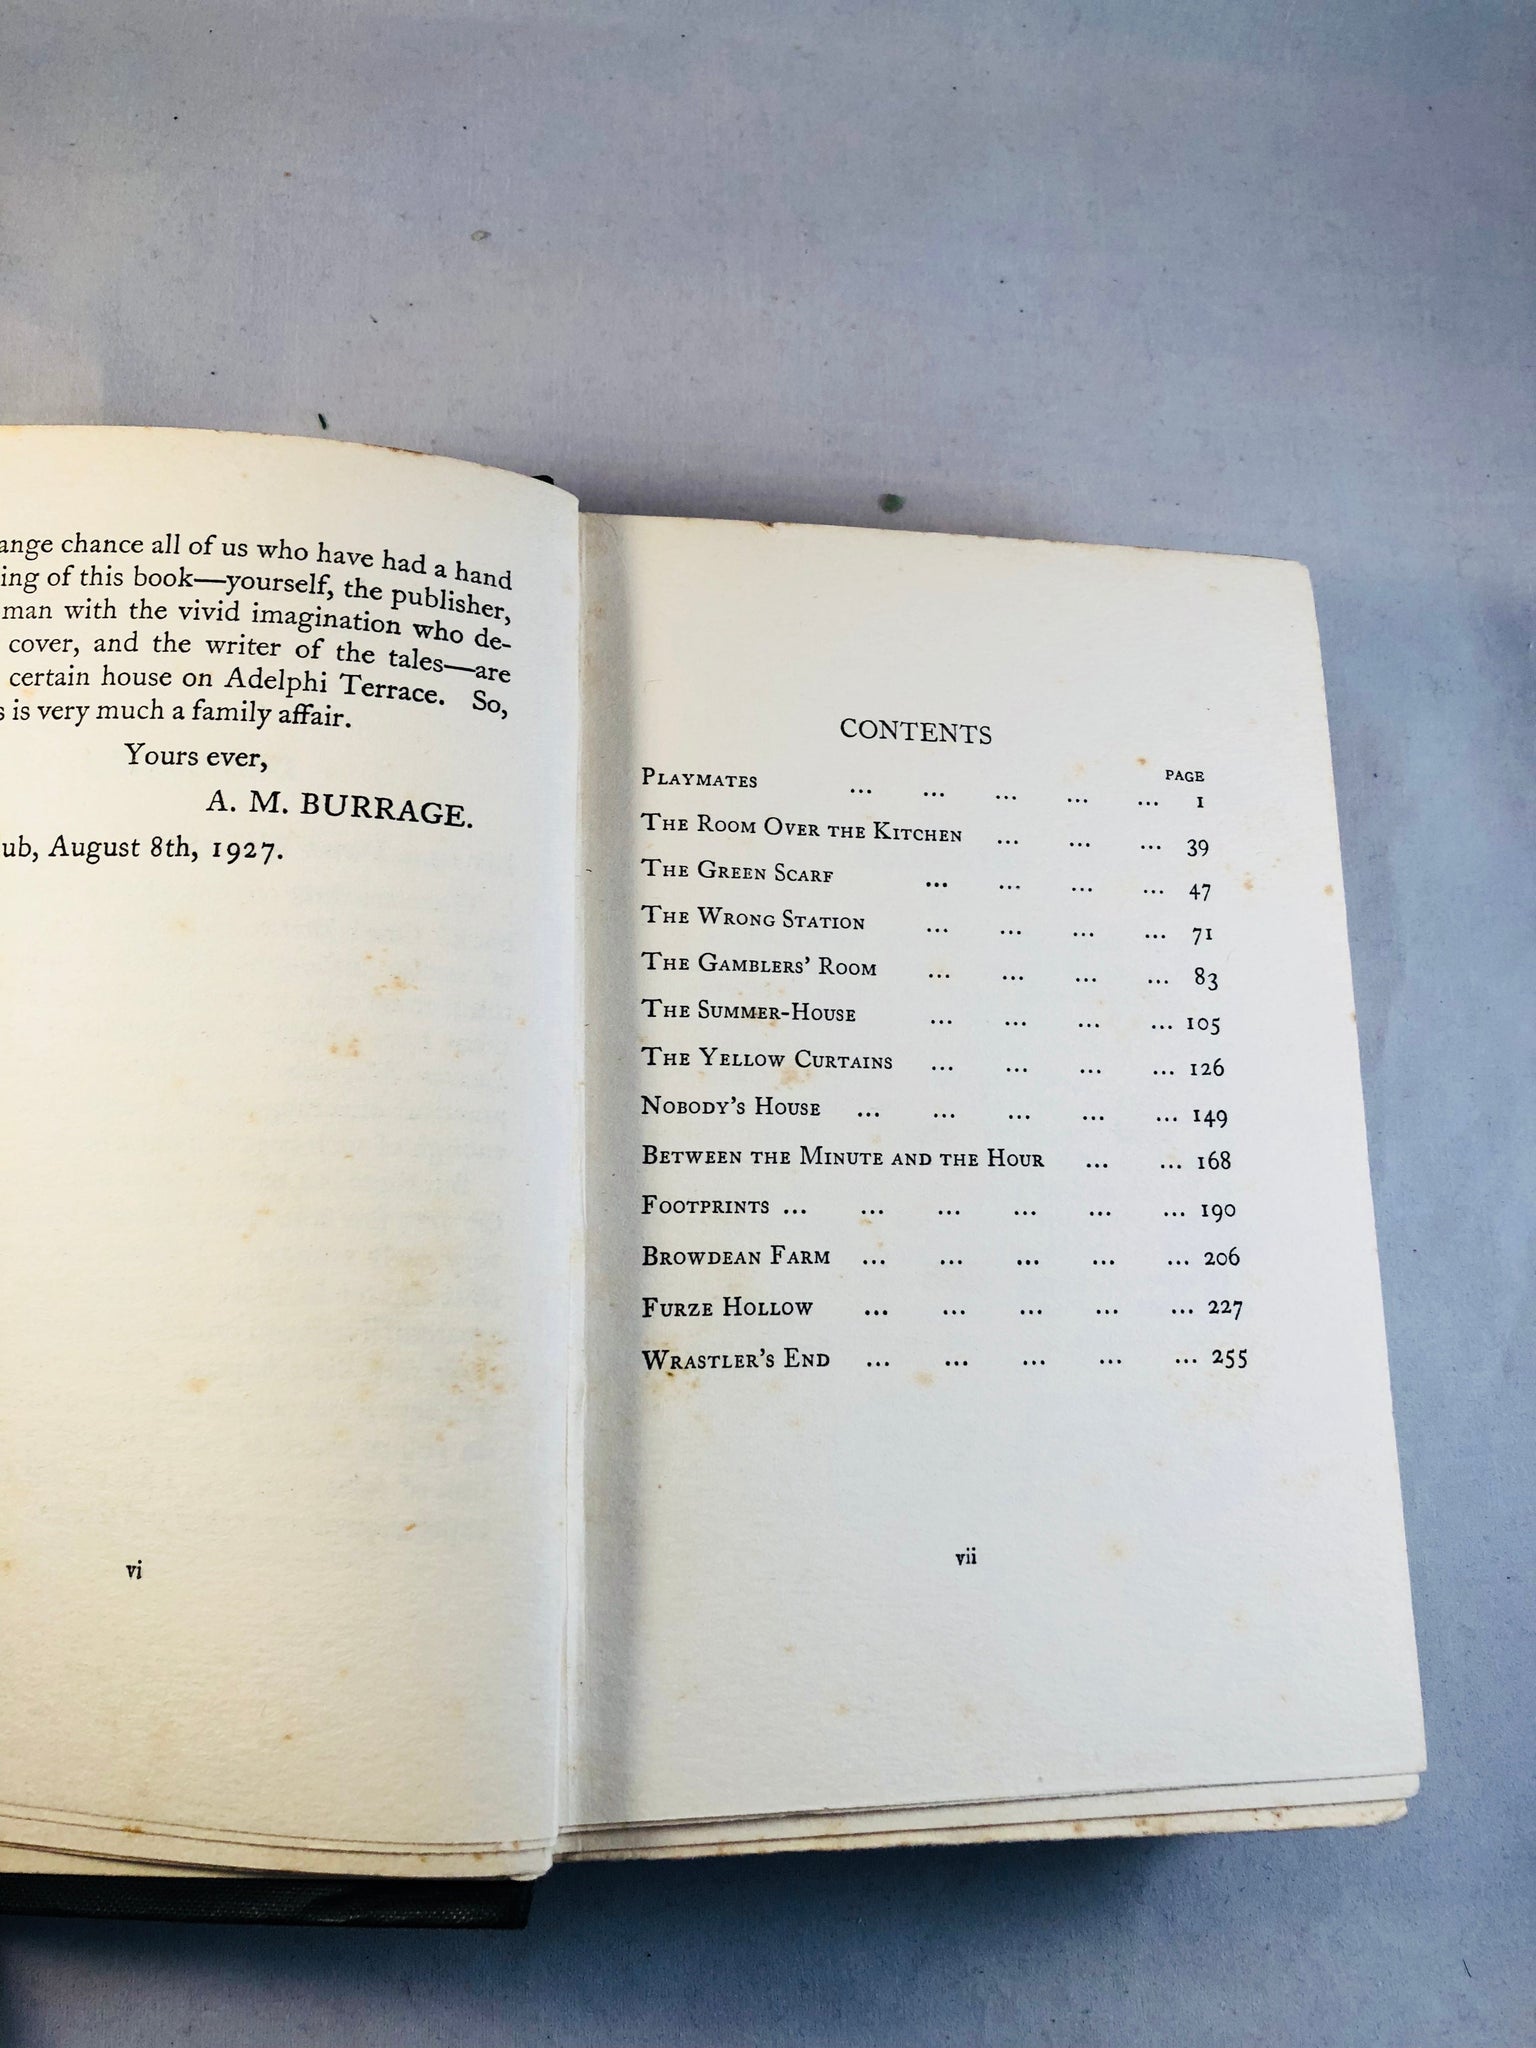 ange chance all of us who have had a hand
ing of this book—yourself, the publisher,
man with the vivid imagination who de-
cover, and the writer of the tales—are
certain house on Adelphi Terrace. So,
s is very much a family affair.
Yours ever,
A. M. BURRAGE.
ub, August 8th, 1927.
vi
CONTENTS
PAGE
PLAYMATES ... ... ... ... ... 1
THE ROOM OVER THE KITCHEN ... ... ... 39
THE GREEN SCARF ... ... ... ... 47
THE WRONG STATION ... ... ... ... 71
THE GAMBLERS' ROOM ... ... ... ... 83
THE SUMMER-HOUSE ... ... ... ... 105
THE YELLOW CURTAINS ... ... ... ... 126
NOBODY'S HOUSE ... ... ... ... ... 149
BETWEEN THE MINUTE AND THE HOUR ... ... 168
FOOTPRINTS ... ... ... ... ... ... 190
BROWDEAN FARM ... ... ... ... ... 206
FURZE HOLLOW ... ... ... ... ... 227
WRASTLER'S END ... ... ... ... ... 255
vii